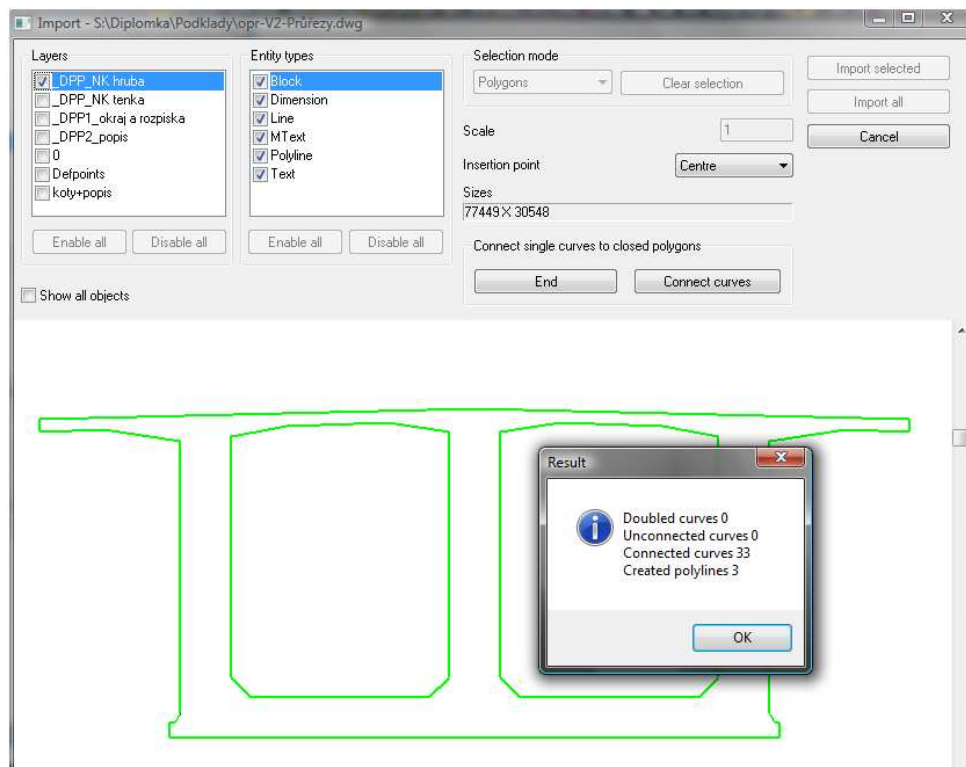 Import - S:\Diplomka\Podklady\opr-V2-Průřezy.dwg
Layers
_DPP_NK hruba
_DPP_NK tenka
_DPP1_okraj a rozpiska
_DPP2_popis
0
Defpoints
koty+popis
Enable all
Disable all
Show all objects
Entity types
Block
Dimension
Line
MText
Polyline
Text
Enable all
Disable all
Selection mode
Polygons
Clear selection
Scale
1
Insertion point
Centre
Sizes
77449 X 30548
Connect single curves to closed polygons
End
Connect curves
Import selected
Import all
Cancel
Result
Doubled curves 0
Unconnected curves 0
Connected curves 33
Created polylines 3
OK